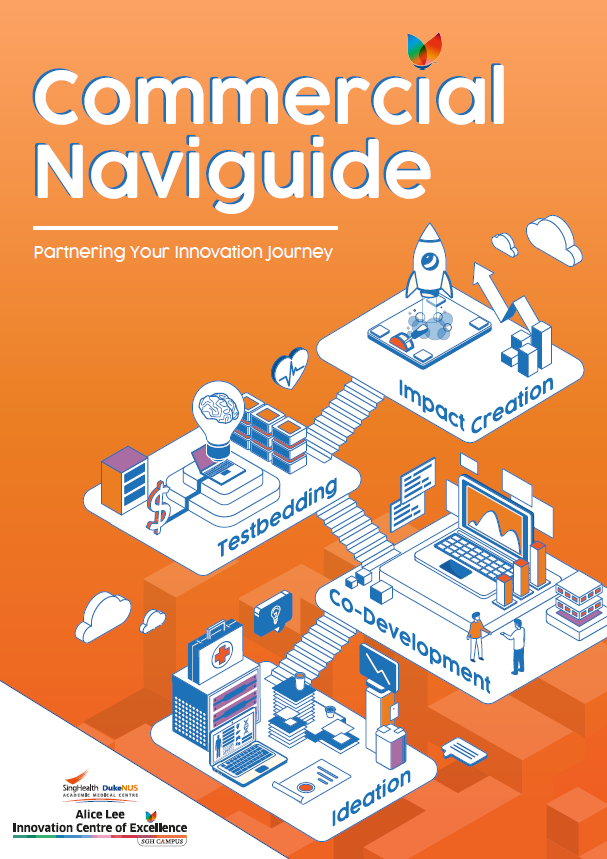 Commercial
Naviguide
Partnering Your Innovation Journey
Impact Creation
Testbedding
Co-Development
Ideation
SingHealth DukeNUS
ACADEMIC MEDICAL CENTRE
Alice Lee
Innovation Centre of Excellence
SGH CAMPUS